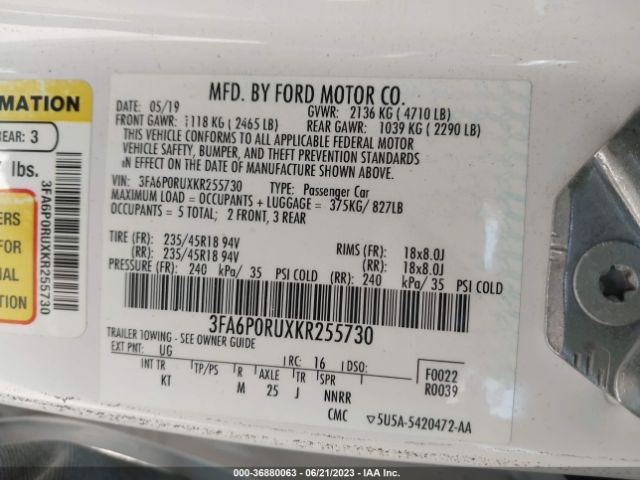 RMATION
REAR: 3
lbs.
3FA6P0RUXKR255730
ERS
FOR
IAL
ON
MFD. BY FORD MOTOR CO.
DATE: 05/19
GVWR: 2136 KG ( 4710 LB)
FRONT GAWR: 1118 KG ( 2465 LB)
REAR GAWR: 1039 KG ( 2290 LB)
THIS VEHICLE CONFORMS TO ALL APPLICABLE FEDERAL MOTOR
VEHICLE SAFETY, BUMPER, AND THEFT PREVENTION STANDARDS
IN EFFECT ON THE DATE OF MANUFACTURE SHOWN ABOVE.
VIN: 3FA6P0RUXKR255730 TYPE: Passenger Car
MAXIMUM LOAD = OCCUPANTS + LUGGAGE = 375KG/ 827LB
OCCUPANTS = 5 TOTAL; 2 FRONT, 3 REAR
TIRE (FR): 235/45R18 94V RIMS (FR): 18x8.0J
(RR): 235/45R18 94V (RR): 18x8.0J
PRESSURE (FR): 240 kPa/ 35 PSI COLD (RR): 240 kPa/ 35 PSI COLD
3FA6P0RUXKR255730
TRAILER TOWING - SEE OWNER GUIDE
EXT PNT: UG RC: 16 DSO: F0022
INT TR TP/PS R AXLE TR SPR R0039
KT M 25 J NNRR
CMC ▽5U5A-5420472-AA
000-36880063 / 06/21/2023 / IAA Inc.